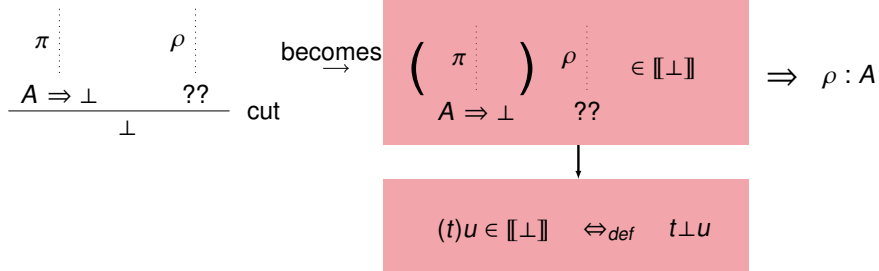 π ρ
A ⇒ ⊥ ??
cut
⊥
becomes
→
( π ) ρ ∈ ⟦⊥⟧
A ⇒ ⊥ ??
⇒ ρ : A
(t)u ∈ ⟦⊥⟧ ⇔def t⊥u